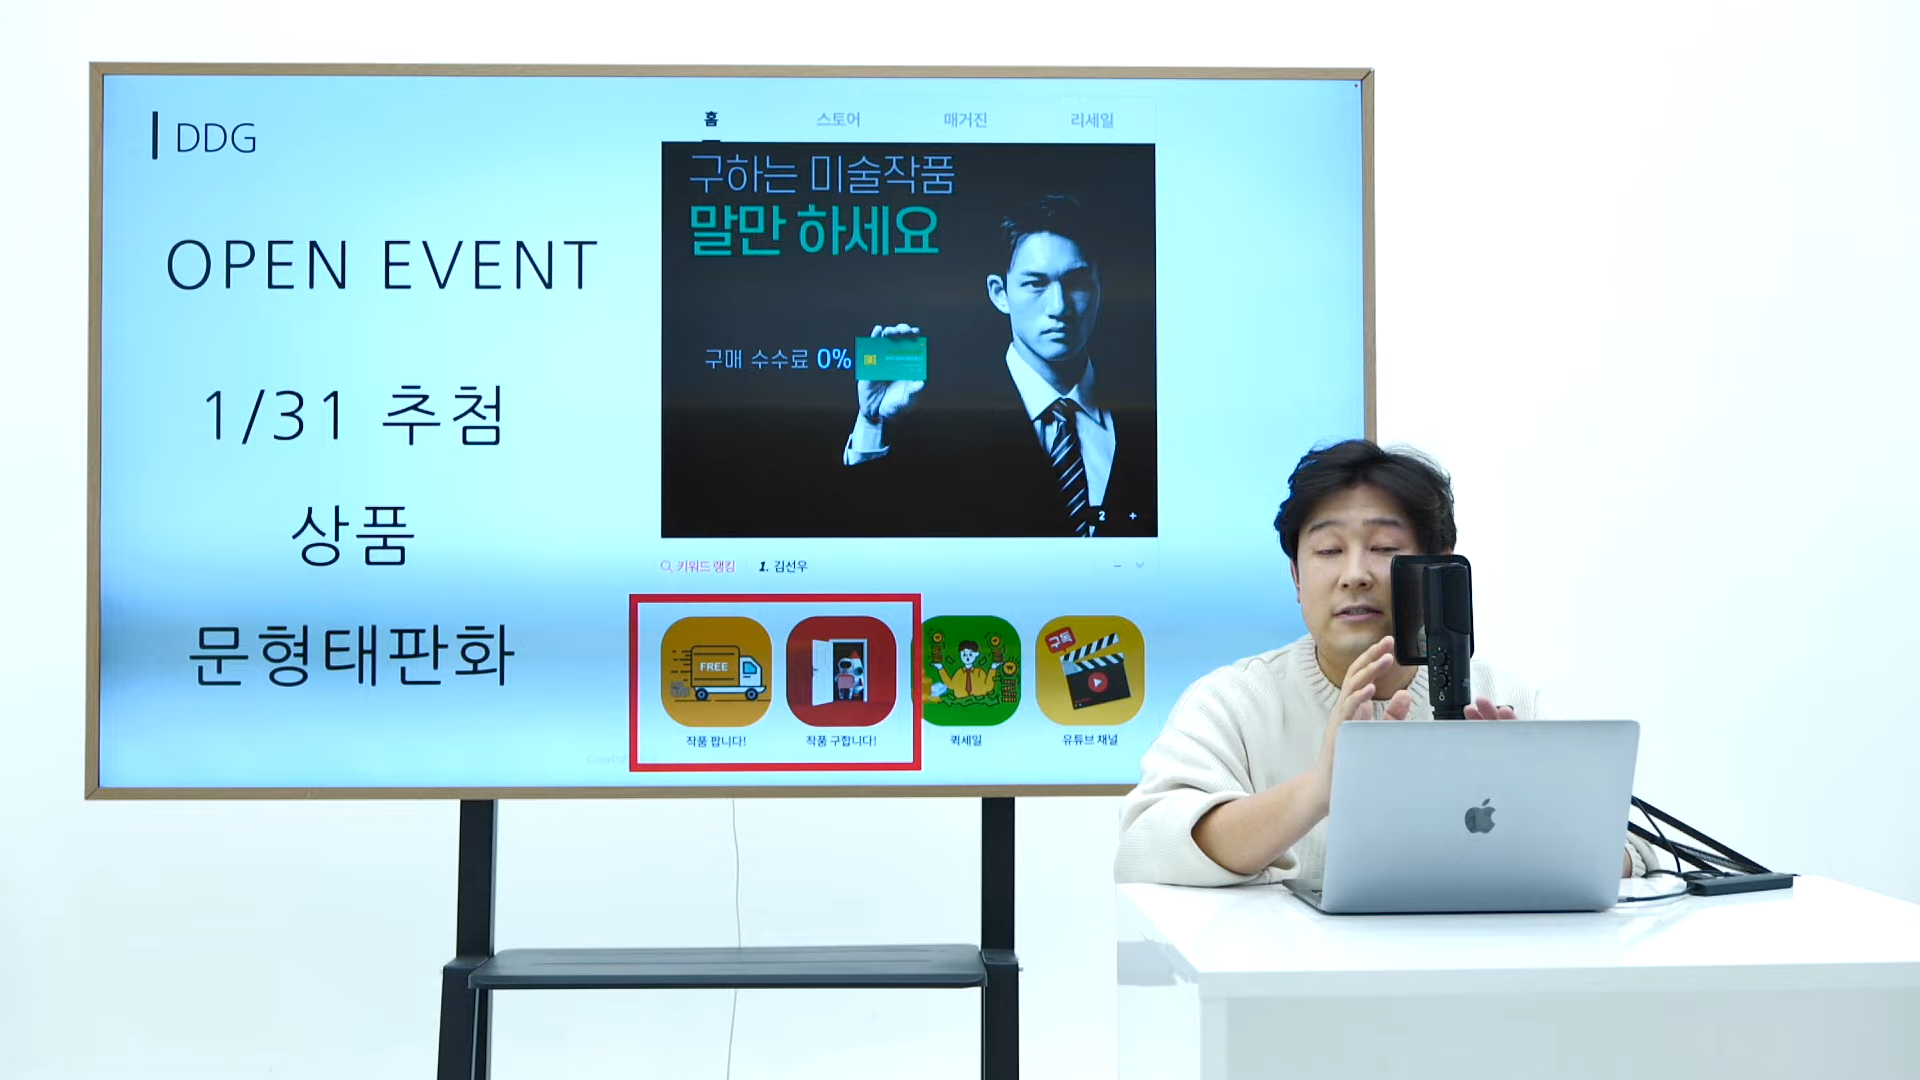 DDG
OPEN EVENT
1/31 추첨
상품
문형태판화
홈 스토어 매거진 리세일
구하는 미술작품
말만 하세요
구매 수수료 0%
2 +
키워드 랭킹 1. 김선우
FREE
구독
작품 팝니다! 작품 구합니다! 퀵세일 유튜브 채널